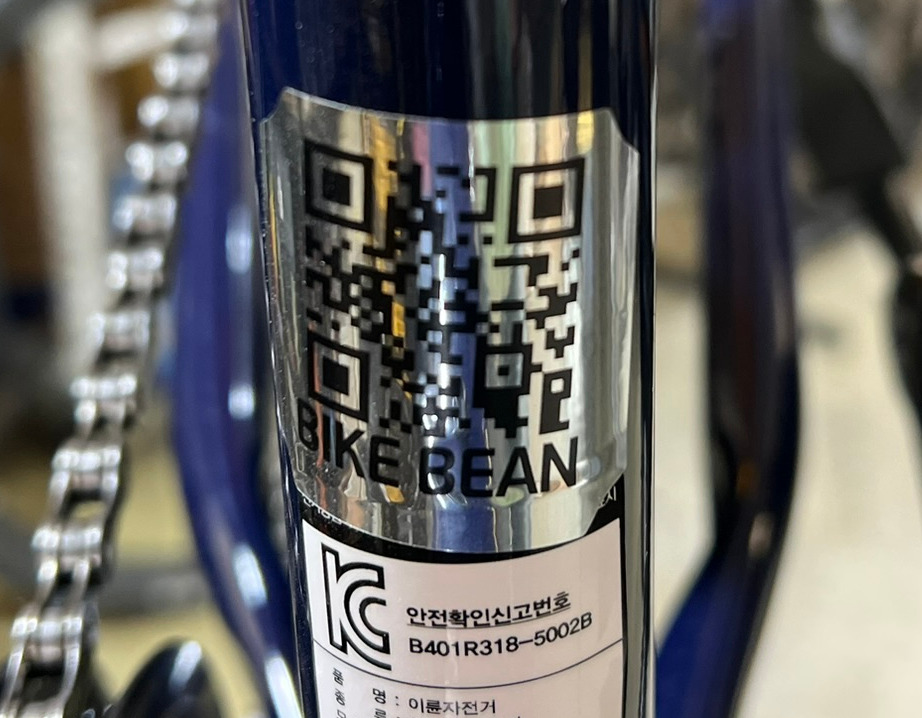 BIKE BEAN
KC
안전확인신고번호
B401R318-5002B
명 : 이륜자전거